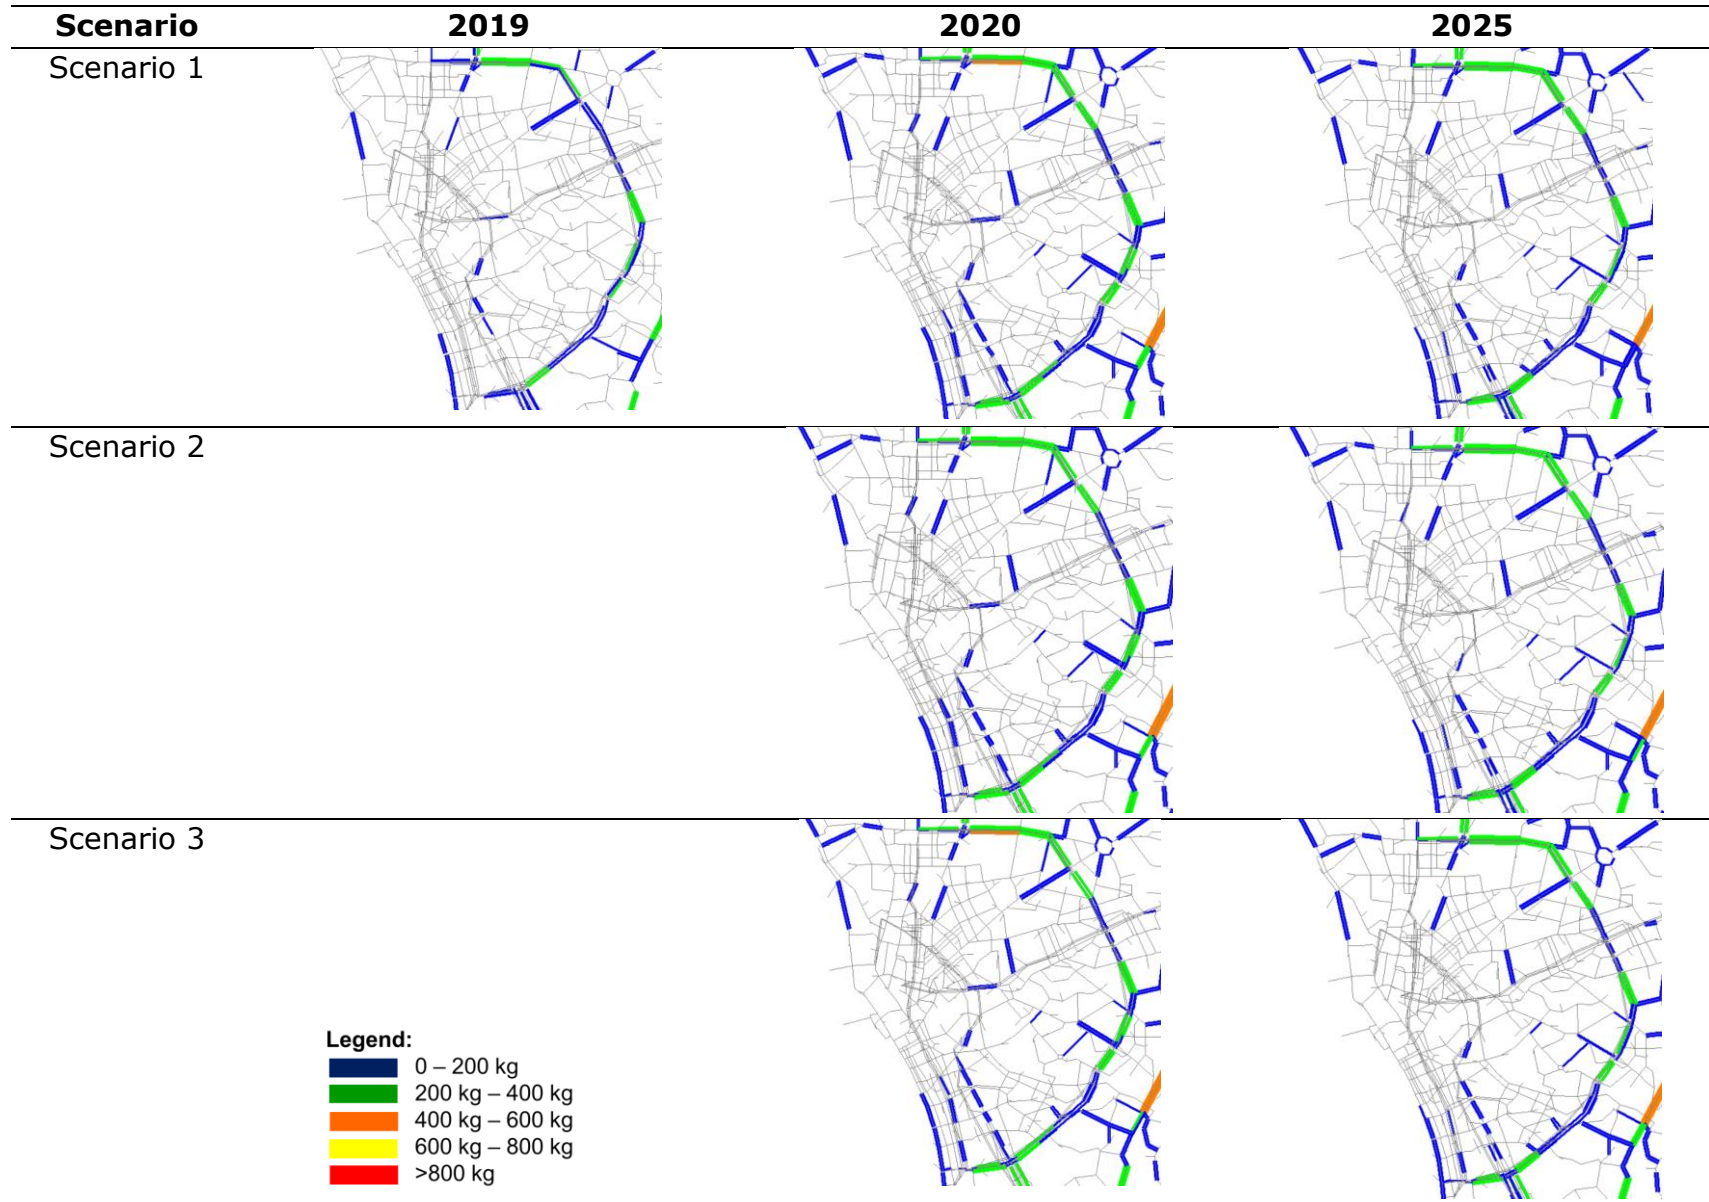 Scenario 2019 2020 2025
Scenario 1
Scenario 2
Scenario 3
Legend:
0 – 200 kg
200 kg – 400 kg
400 kg – 600 kg
600 kg – 800 kg
>800 kg